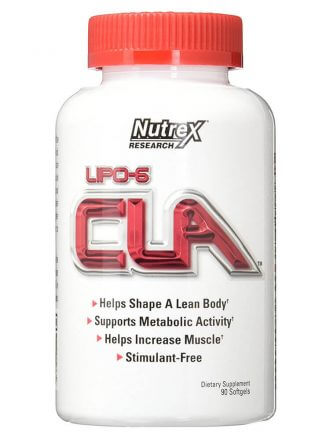 Nutrex
RESEARCH
LIPO-6
CLA™
Helps Shape A Lean Body†
Supports Metabolic Activity†
Helps Increase Muscle†
Stimulant-Free
Dietary Supplement
90 Softgels